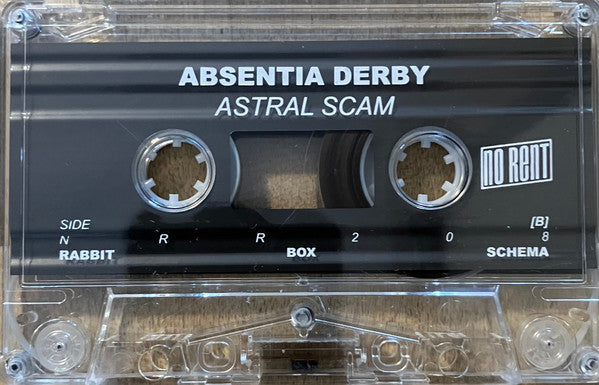 ABSENTIA DERBY
ASTRAL SCAM
NO RENT
SIDE [B]
N R R 2 0 8
RABBIT BOX SCHEMA